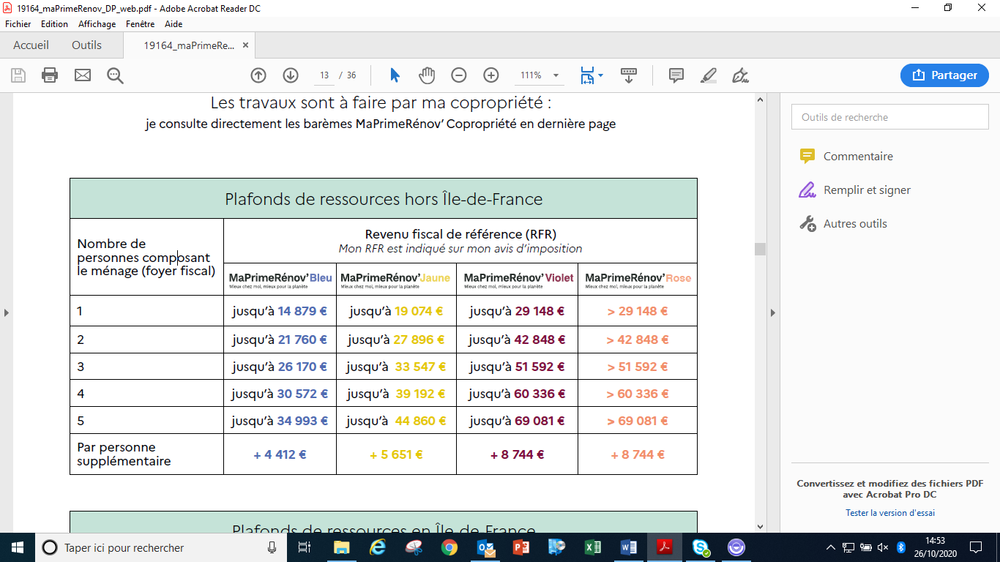 19164_maPrimeRenov_DP_web.pdf - Adobe Acrobat Reader DC
Fichier Edition Affichage Fenêtre Aide
Accueil Outils 19164_maPrimeRe...
13 / 36 111% Partager
Les travaux sont à faire par ma copropriété :
je consulte directement les barèmes MaPrimeRénov’ Copropriété en dernière page
Plafonds de ressources hors Île-de-France
Nombre de
personnes composant
le ménage (foyer fiscal)
Revenu fiscal de référence (RFR)
Mon RFR est indiqué sur mon avis d’imposition
MaPrimeRénov’Bleu MaPrimeRénov’Jaune MaPrimeRénov’Violet MaPrimeRénov’Rose
Mieux chez moi, mieux pour la planète Mieux chez moi, mieux pour la planète Mieux chez moi, mieux pour la planète Mieux chez moi, mieux pour la planète
1 jusqu’à 14 879 € jusqu’à 19 074 € jusqu’à 29 148 € > 29 148 €
2 jusqu’à 21 760 € jusqu’à 27 896 € jusqu’à 42 848 € > 42 848 €
3 jusqu’à 26 170 € jusqu’à 33 547 € jusqu’à 51 592 € > 51 592 €
4 jusqu’à 30 572 € jusqu’à 39 192 € jusqu’à 60 336 € > 60 336 €
5 jusqu’à 34 993 € jusqu’à 44 860 € jusqu’à 69 081 € > 69 081 €
Par personne
supplémentaire
+ 4 412 € + 5 651 € + 8 744 € + 8 744 €
Plafonds de ressources en Île-de-France
Outils de recherche
Commentaire
Remplir et signer
Autres outils
Convertissez et modifiez des fichiers PDF
avec Acrobat Pro DC
Tester la version d'essai
Taper ici pour rechercher
14:53
26/10/2020